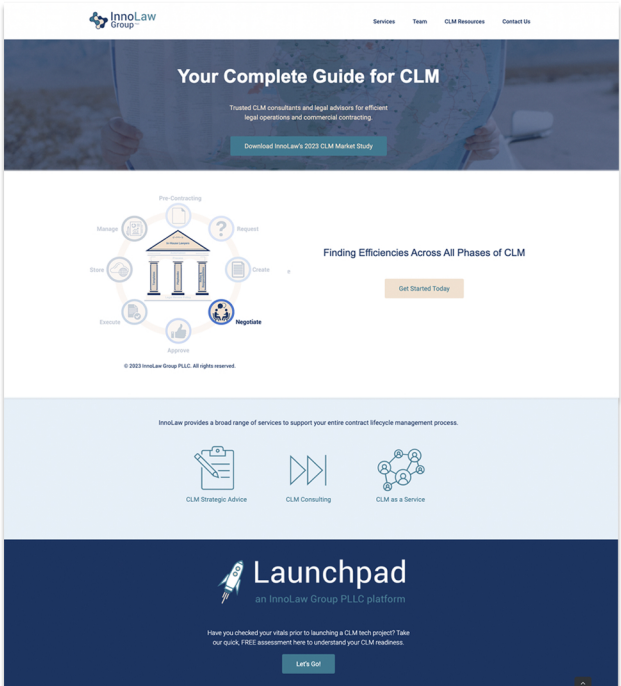 InnoLaw
Group
Services
Team
CLM Resources
Contact Us
Your Complete Guide for CLM
Trusted CLM consultants and legal advisors for efficient
legal operations and commercial contracting.
Download InnoLaw's 2023 CLM Market Study
Pre-Contracting
Manage
Request
Store
Create
Execute
Negotiate
Approve
© 2023 InnoLaw Group PLLC. All rights reserved.
Finding Efficiencies Across All Phases of CLM
Get Started Today
InnoLaw provides a broad range of services to support your entire contract lifecycle management process.
CLM Strategic Advice
CLM Consulting
CLM as a Service
Launchpad
an InnoLaw Group PLLC platform
Have you checked your vitals prior to launching a CLM tech project? Take
our quick, FREE assessment here to understand your CLM readiness.
Let's Go!